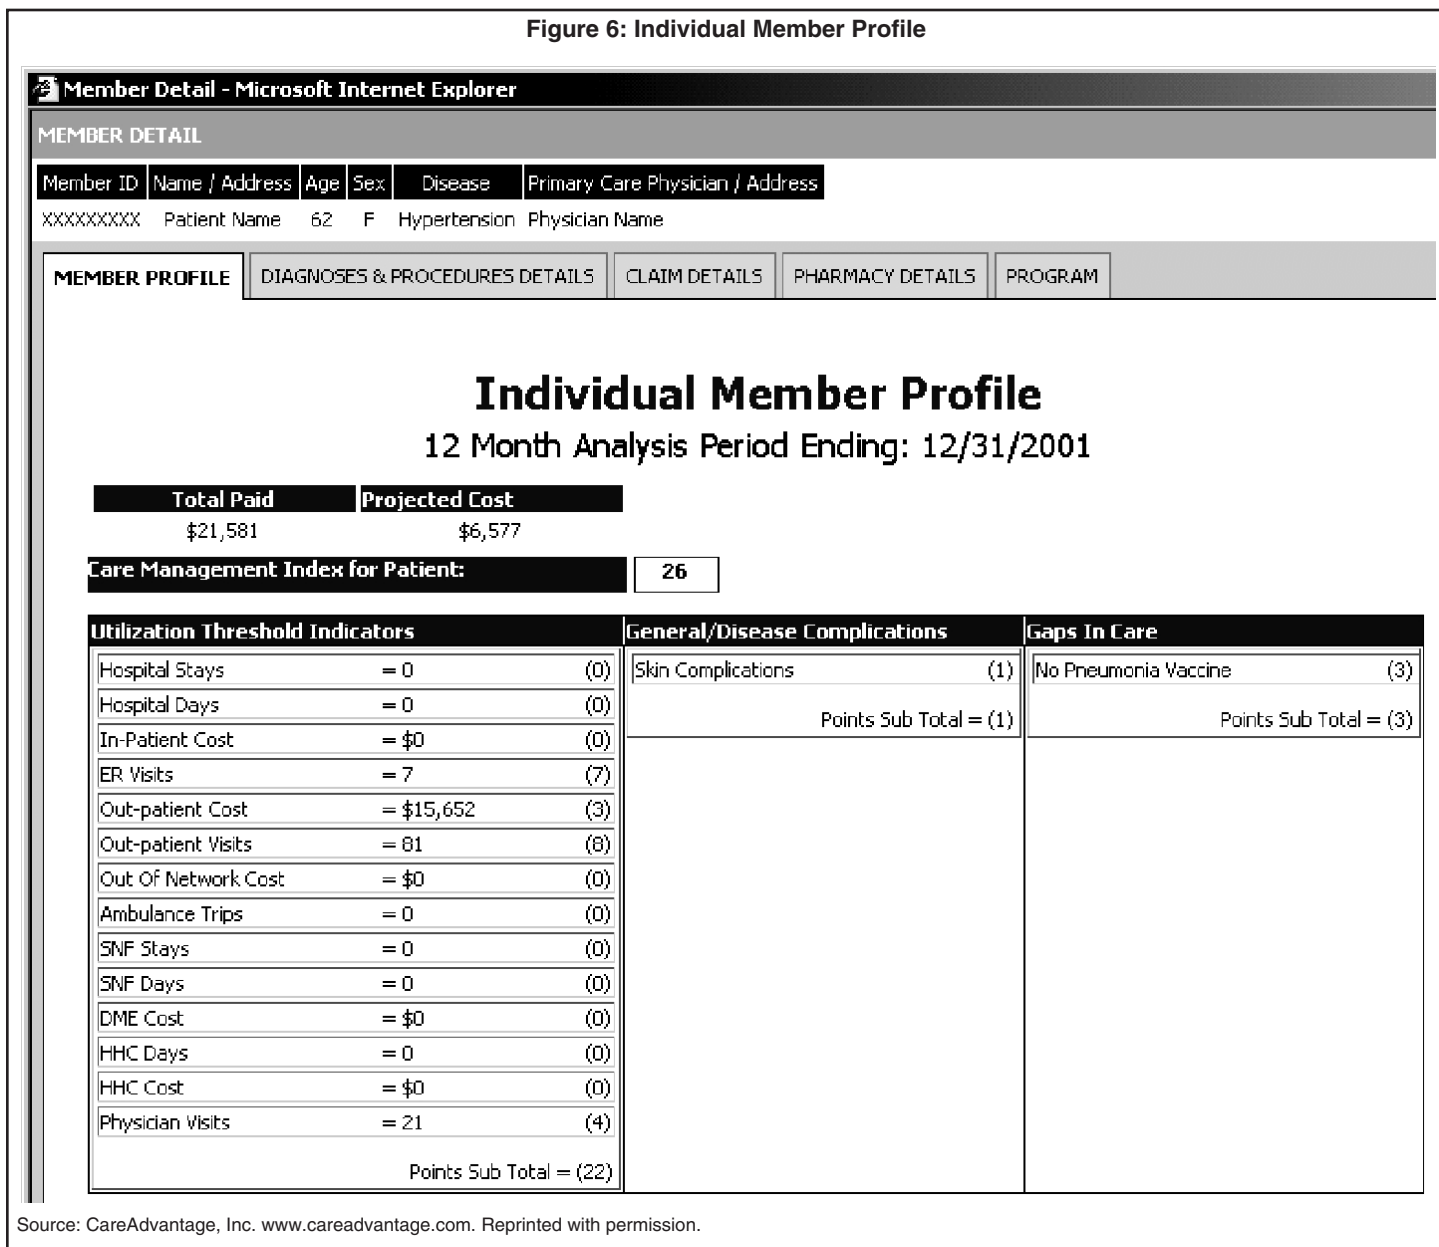 Figure 6: Individual Member Profile
Member Detail - Microsoft Internet Explorer
MEMBER DETAIL
Member ID Name / Address Age Sex Disease Primary Care Physician / Address
XXXXXXXXX Patient Name 62 F Hypertension Physician Name
MEMBER PROFILE DIAGNOSES & PROCEDURES DETAILS CLAIM DETAILS PHARMACY DETAILS PROGRAM
Individual Member Profile
12 Month Analysis Period Ending: 12/31/2001
Total Paid Projected Cost
$21,581 $6,577
Care Management Index for Patient: 26
Utilization Threshold Indicators General/Disease Complications Gaps In Care
Hospital Stays = 0 (0) Skin Complications (1) No Pneumonia Vaccine (3)
Hospital Days = 0 (0) Points Sub Total = (1) Points Sub Total = (3)
In-Patient Cost = $0 (0)
ER Visits = 7 (7)
Out-patient Cost = $15,652 (3)
Out-patient Visits = 81 (8)
Out Of Network Cost = $0 (0)
Ambulance Trips = 0 (0)
SNF Stays = 0 (0)
SNF Days = 0 (0)
DME Cost = $0 (0)
HHC Days = 0 (0)
HHC Cost = $0 (0)
Physician Visits = 21 (4)
Points Sub Total = (22)
Source: CareAdvantage, Inc. www.careadvantage.com. Reprinted with permission.